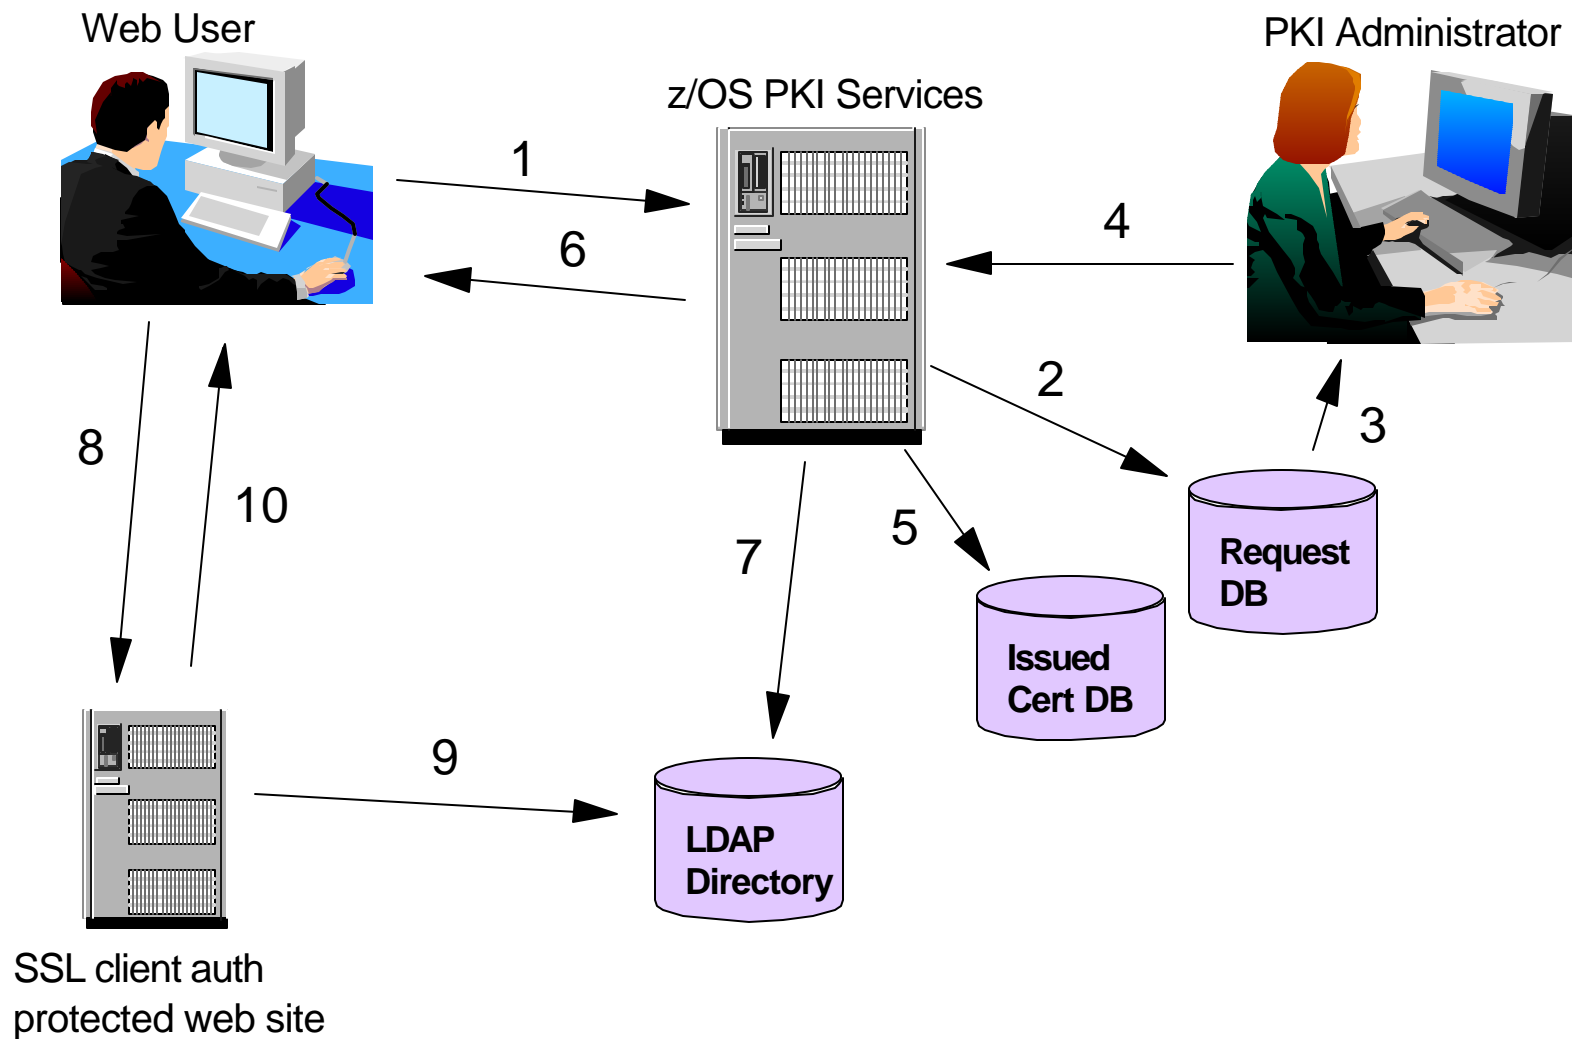 Web User
PKI Administrator
z/OS PKI Services
1
6
4
2
3
8
10
7
5
Request
DB
Issued
Cert DB
9
LDAP
Directory
SSL client auth
protected web site